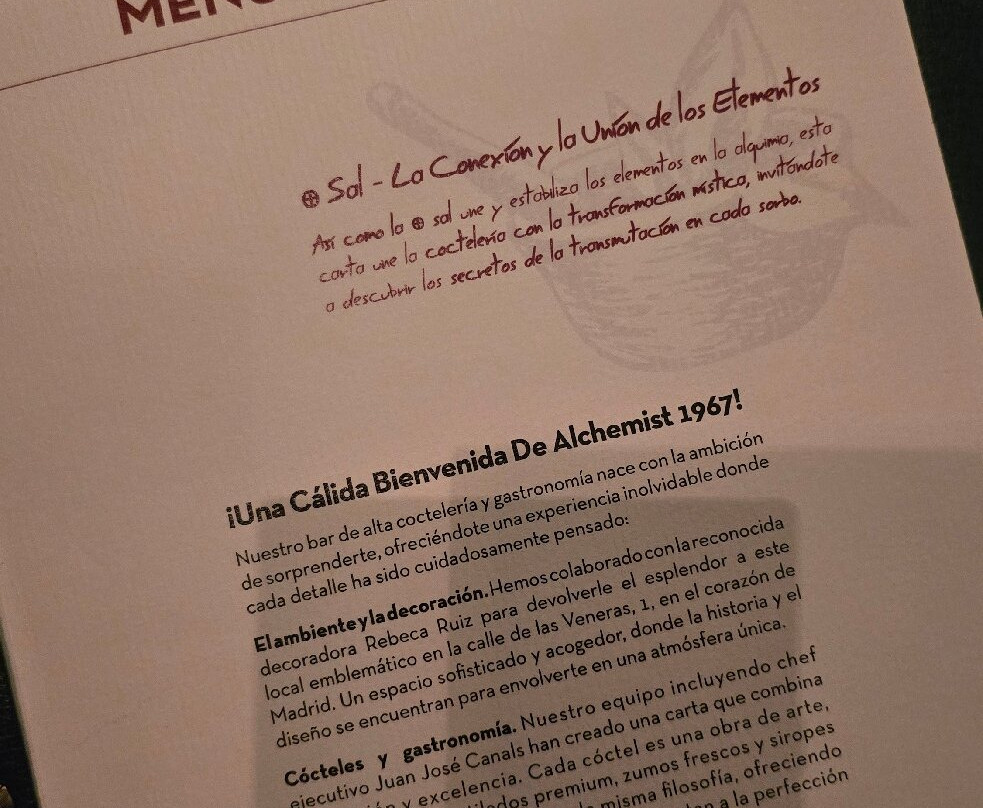 ⊕ Sal - La Conexión y la Unión de los Elementos
Así como la ⊕ sal une y estabiliza los elementos en la alquimia, esta
carta une la coctelería con la transformación mística, invitándote
a descubrir los secretos de la transmutación en cada sorbo.
¡Una Cálida Bienvenida De Alchemist 1967!
Nuestro bar de alta coctelería y gastronomía nace con la ambición
de sorprenderte, ofreciéndote una experiencia inolvidable donde
cada detalle ha sido cuidadosamente pensado:
El ambiente y la decoración. Hemos colaborado con la reconocida
decoradora Rebeca Ruiz para devolverle el esplendor a este
local emblemático en la calle de las Veneras, 1, en el corazón de
Madrid. Un espacio sofisticado y acogedor, donde la historia y el
diseño se encuentran para envolverte en una atmósfera única.
Cócteles y gastronomía. Nuestro equipo incluyendo chef
ejecutivo Juan José Canals han creado una carta que combina
y excelencia. Cada cóctel es una obra de arte,
premium, zumos frescos y siropes
misma filosofía, ofreciendo
a la perfección